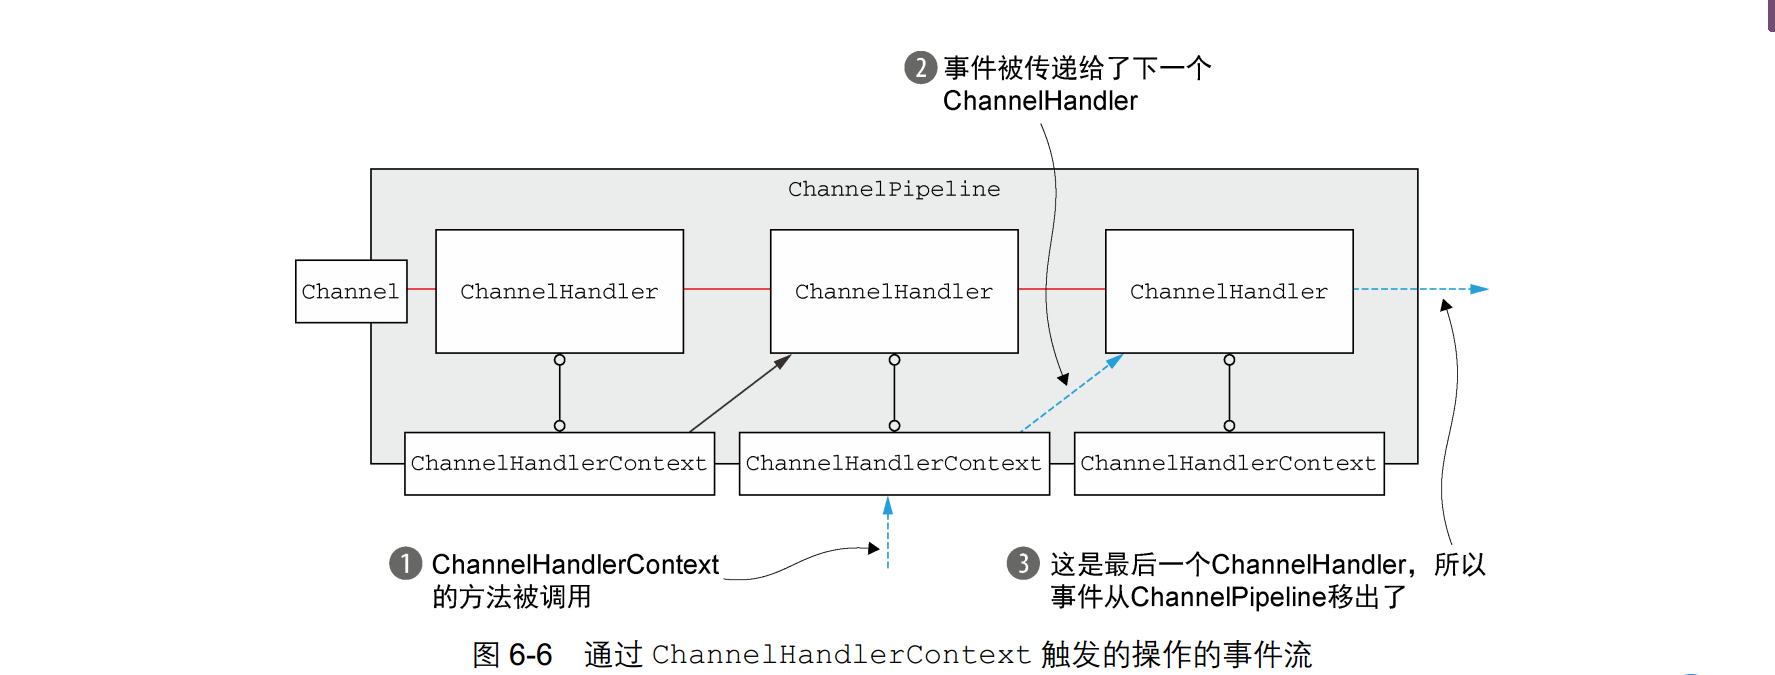 2 事件被传递给了下一个
ChannelHandler
ChannelPipeline
Channel
ChannelHandler
ChannelHandler
ChannelHandler
ChannelHandlerContext
ChannelHandlerContext
ChannelHandlerContext
1 ChannelHandlerContext
的方法被调用
3 这是最后一个ChannelHandler，所以
事件从ChannelPipeline移出了
图 6-6 通过 ChannelHandlerContext 触发的操作的事件流